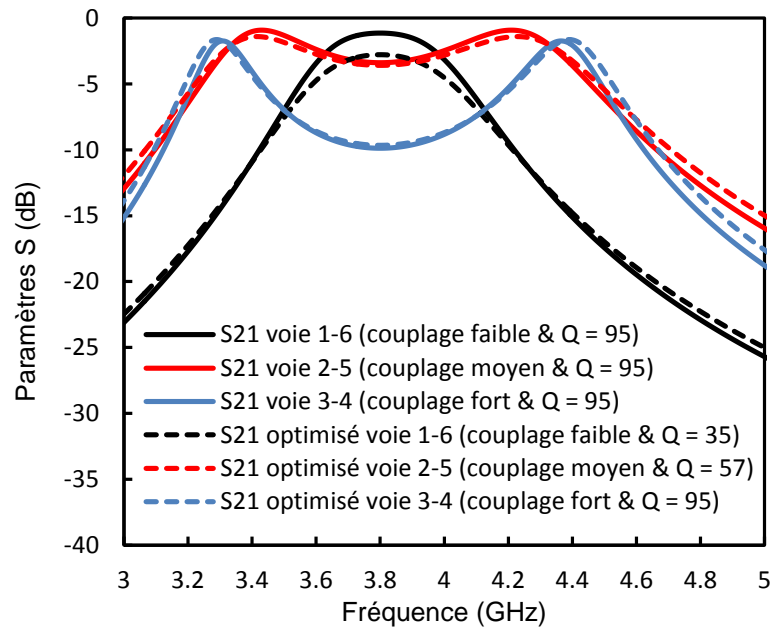 0
-5
-10
-15
-20
-25
-30
-35
-40
Paramètres S (dB)
S21 voie 1-6 (couplage faible & Q = 95)
S21 voie 2-5 (couplage moyen & Q = 95)
S21 voie 3-4 (couplage fort & Q = 95)
S21 optimisé voie 1-6 (couplage faible & Q = 35)
S21 optimisé voie 2-5 (couplage moyen & Q = 57)
S21 optimisé voie 3-4 (couplage fort & Q = 95)
3 3.2 3.4 3.6 3.8 4 4.2 4.4 4.6 4.8 5
Fréquence (GHz)